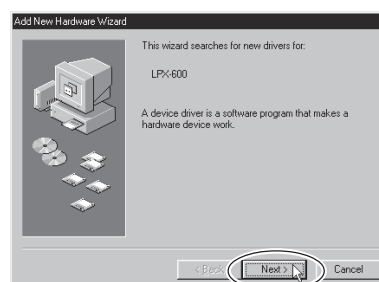 Add New Hardware Wizard
This wizard searches for new drivers for:
LPX-600
A device driver is a software program that makes a
hardware device work.
< Back Next > Cancel